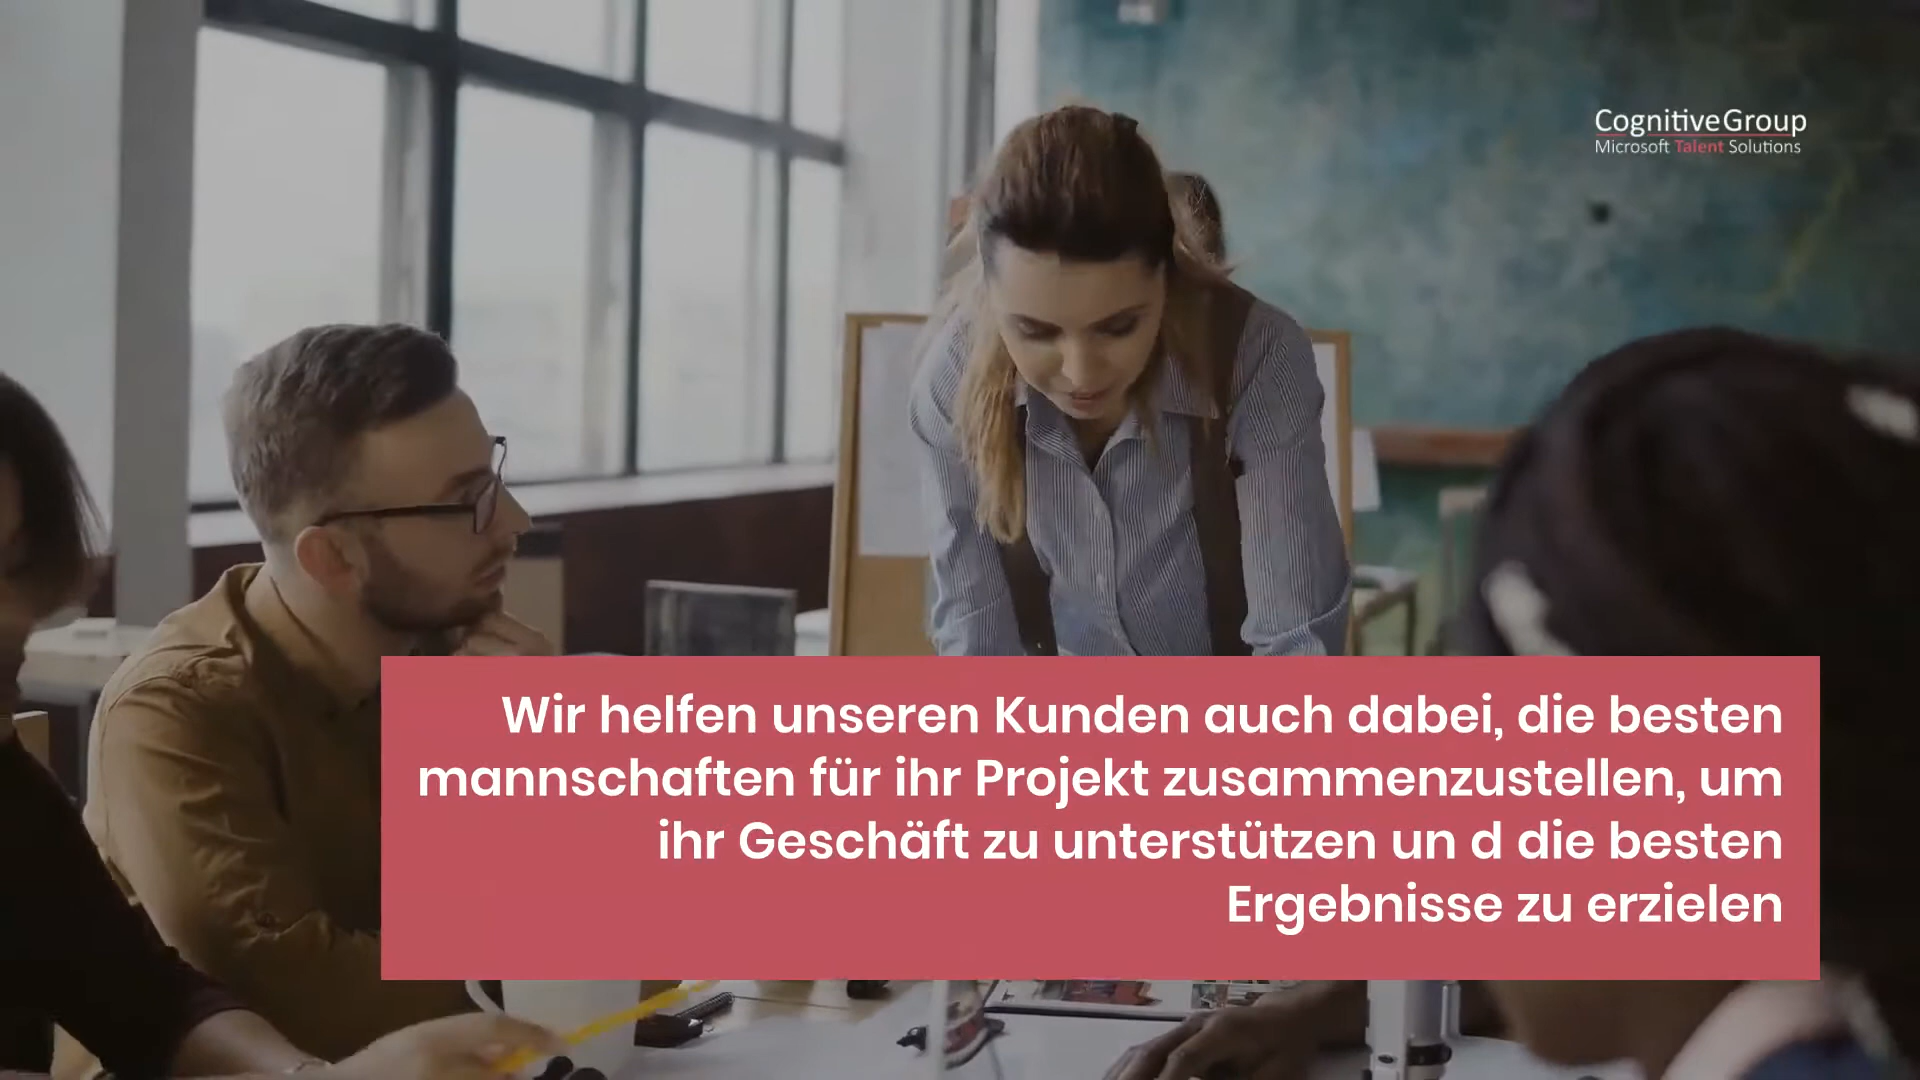 CognitiveGroup
Microsoft Talent Solutions
Wir helfen unseren Kunden auch dabei, die besten
mannschaften für ihr Projekt zusammenzustellen, um
ihr Geschäft zu unterstützen un d die besten
Ergebnisse zu erzielen